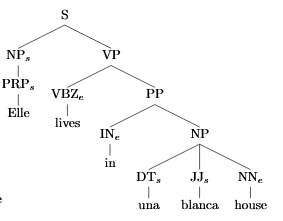 S
NPₛ VP
PRPₛ VBZₑ PP
Elle lives INₑ NP
in DTₛ JJₛ NNₑ
una blanca house
e